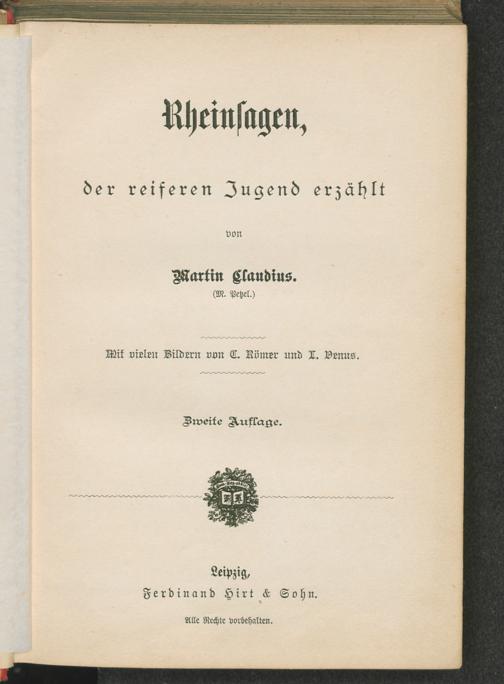 Rheinsagen,
der reiferen Jugend erzählt
von
Martin Claudius.
(M. Petzel.)
Mit vielen Bildern von C. Römer und L. Venus.
Zweite Auflage.
Leipzig,
Ferdinand Hirt & Sohn.
Alle Rechte vorbehalten.